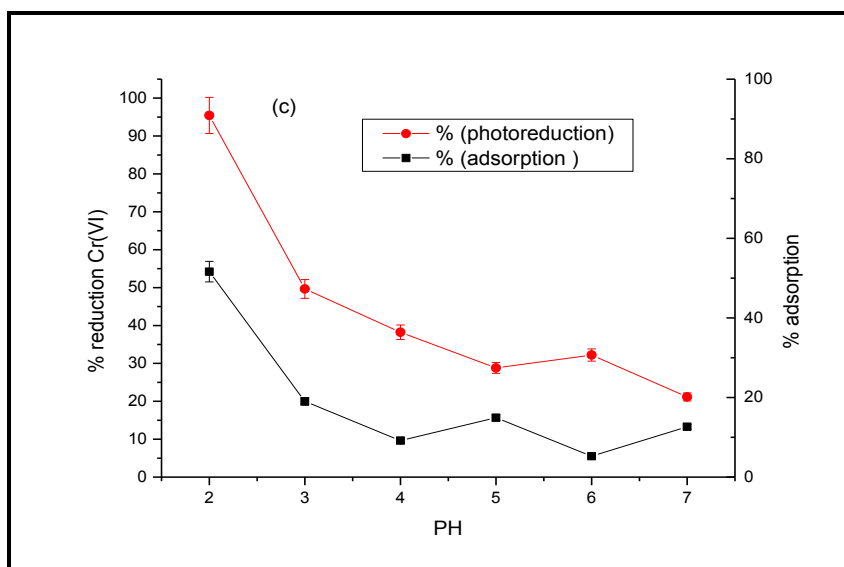 (c)
% (photoreduction)
% (adsorption )
% reduction Cr(VI)
100
90
80
70
60
50
40
30
20
10
0
100
80
60
40
20
0
% adsorption
2 3 4 5 6 7
PH